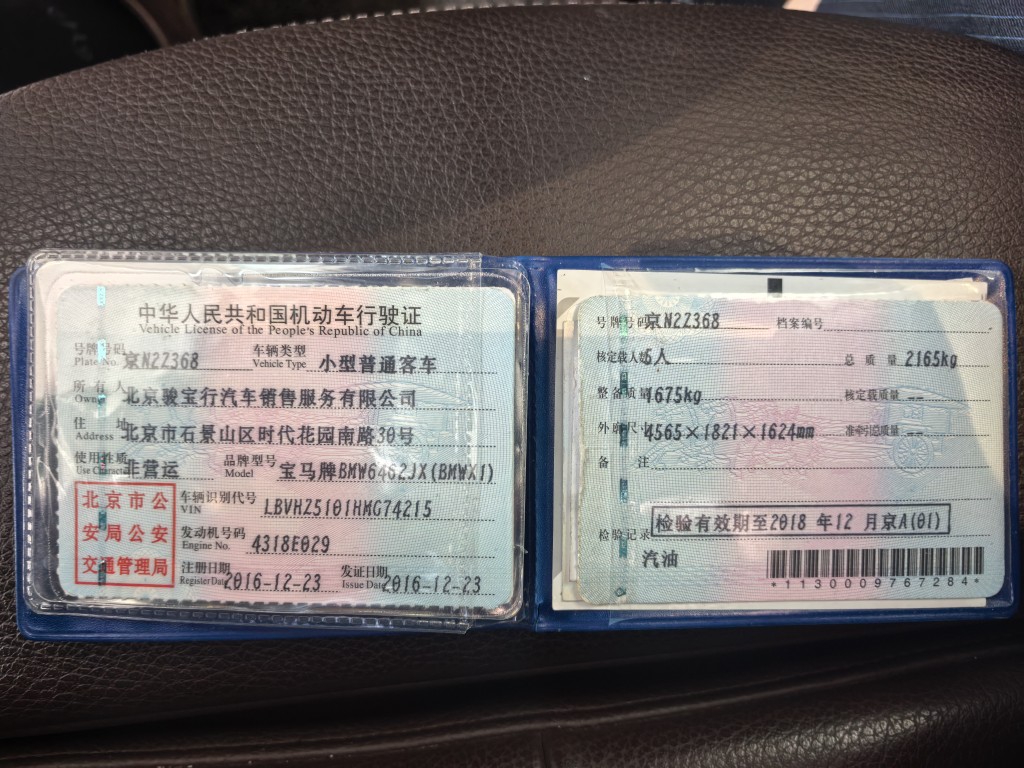 中华人民共和国机动车行驶证
Vehicle License of the People's Republic of China
号牌号码 京N2Z368 车辆类型 小型普通客车
Plate No. Vehicle Type
所有人 北京骏宝行汽车销售服务有限公司
Owner
住址 北京市石景山区时代花园南路30号
Address
使用性质 非营运 品牌型号 宝马牌BMW6462JX(BMWX1)
Use Character Model
北京市公
安局公安
交通管理局
车辆识别代号 LBVHZ5101HMG74215
VIN
发动机号码 4318E029
Engine No.
注册日期 2016-12-23 发证日期 2016-12-23
Register Date Issue Date
号牌号码 京N2Z368 档案编号
核定载人数 5人 总质量 2165kg
整备质量 1675kg 核定载质量 --
外廓尺寸 4565×1821×1624mm 准牵引总质量 --
备注
检验记录 检验有效期至2018 年12 月京A(01)
汽油
*1130009767284*